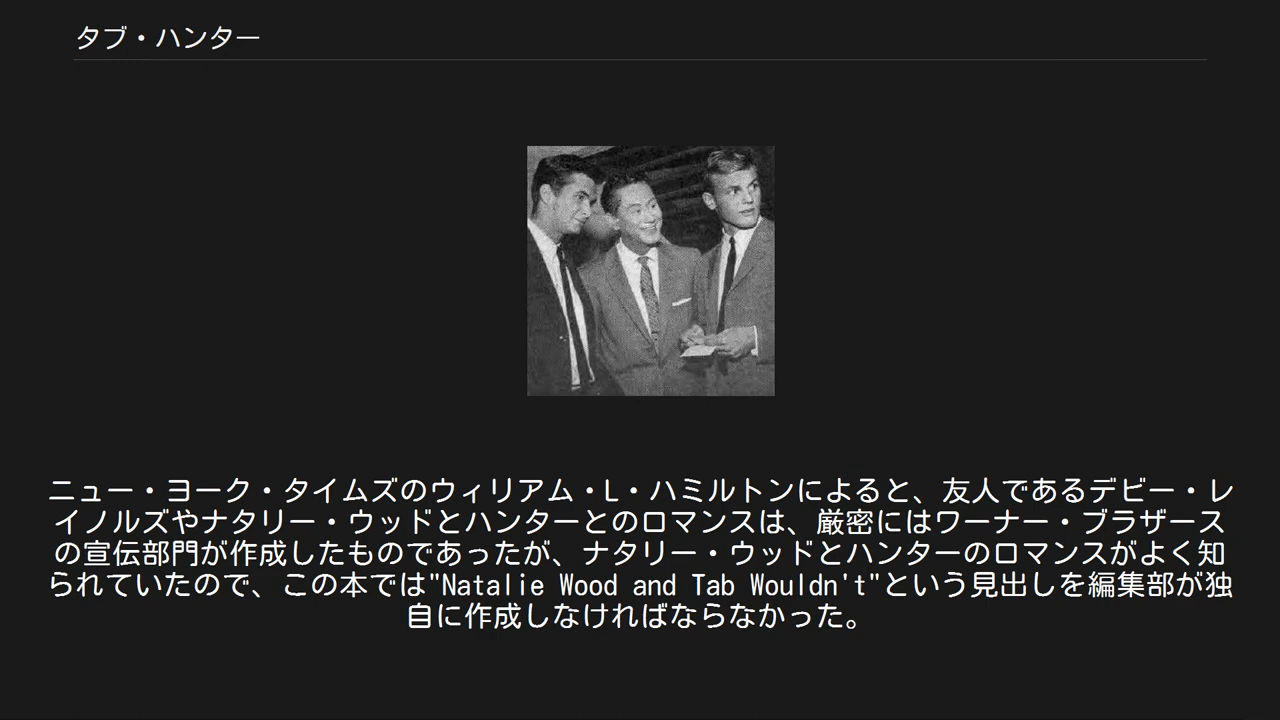 タブ・ハンター
ニュー・ヨーク・タイムズのウィリアム・L・ハミルトンによると、友人であるデビー・レ
イノルズやナタリー・ウッドとハンターとのロマンスは、厳密にはワーナー・ブラザース
の宣伝部門が作成したものであったが、ナタリー・ウッドとハンターのロマンスがよく知
られていたので、この本では"Natalie Wood and Tab Wouldn't"という見出しを編集部が独
自に作成しなければならなかった。